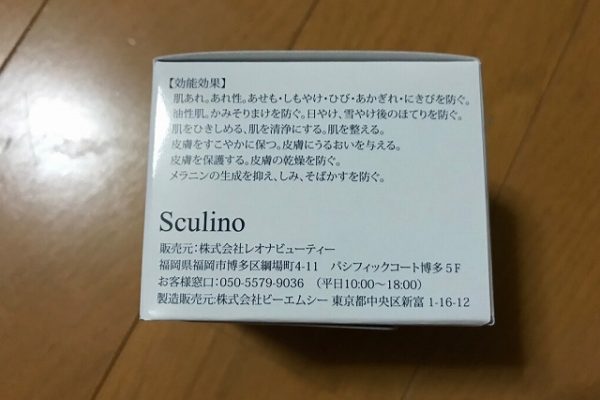 【効能効果】
肌あれ。あれ性。あせも・しもやけ・ひび・あかぎれ・にきびを防ぐ。
油性肌。かみそりまけを防ぐ。日やけ、雪やけ後のほてりを防ぐ。
肌をひきしめる、肌を清浄にする。肌を整える。
皮膚をすこやかに保つ。皮膚にうるおいを与える。
皮膚を保護する。皮膚の乾燥を防ぐ。
メラニンの生成を抑え、しみ、そばかすを防ぐ。
Sculino
販売元：株式会社レオナビューティー
福岡県福岡市博多区綱場町4-11 パシフィックコート博多5F
お客様窓口：050-5579-9036 （平日10:00～18:00）
製造販売元:株式会社ビーエムシー 東京都中央区新富 1-16-12